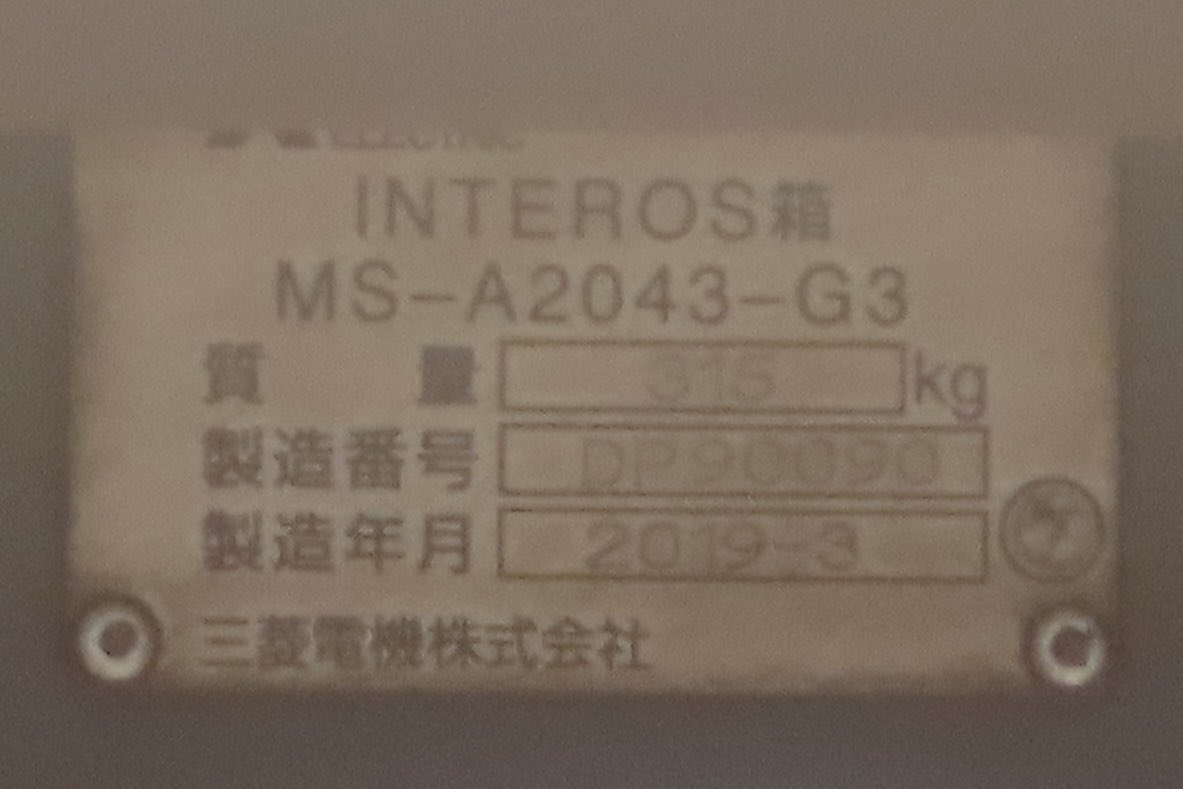 ELECTRIC
INTEROS箱
MS-A2043-G3
質量 315 kg
製造番号 DP90090
製造年月 2019-3
三菱電機株式会社